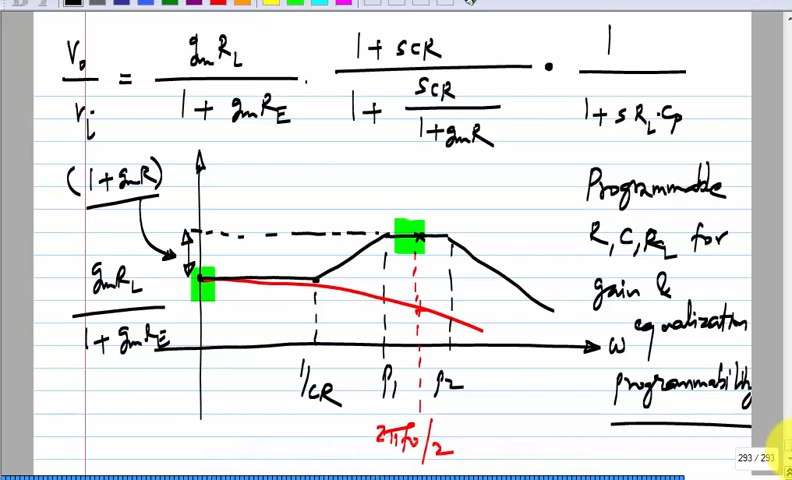 Vo/Vi = gmRL/(1 + gmRE) · (1 + sCR)/(1 + sCR/(1+gmR)) · 1/(1 + sRL·Cp)
(1 + gmR)
Programmable
R, C, RL for
gain &
equalization
programmability
gmRL/(1 + gmRE)
ω
1/CR
p1
p2
2πf0/2
293 / 293